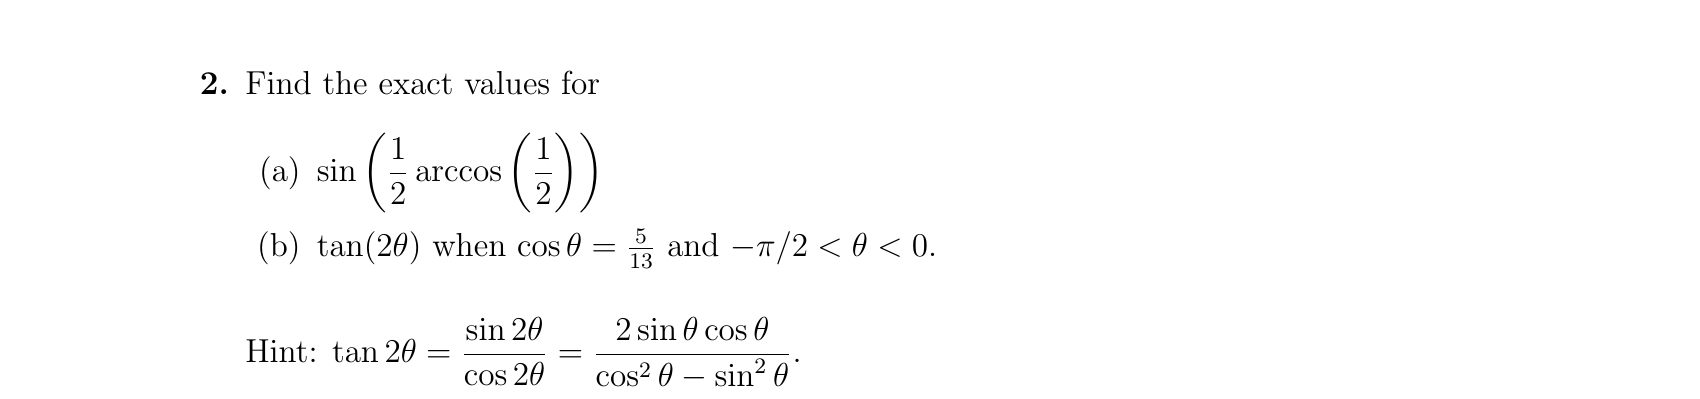 2. Find the exact values for
(a) sin(1/2 arccos(1/2))
(b) tan(2θ) when cos θ = 5/13 and −π/2 < θ < 0.
Hint: tan 2θ = sin 2θ / cos 2θ = 2 sin θ cos θ / cos² θ − sin² θ.